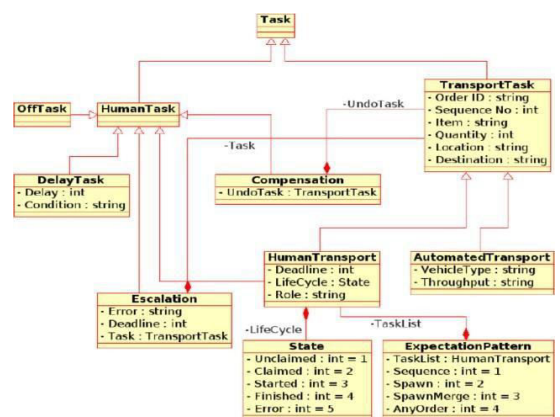 Task
OffTask
HumanTask
-UndoTask
TransportTask
- Order ID : string
- Sequence No : int
- Item : string
- Quantity : int
- Location : string
- Destination : string
-Task
DelayTask
- Delay : int
- Condition : string
Compensation
- UndoTask : TransportTask
HumanTransport
- Deadline : int
- LifeCycle : State
- Role : string
AutomatedTransport
- VehicleType : string
- Throughput : string
Escalation
- Error : string
- Deadline : int
- Task : TransportTask
-LifeCycle
-TaskList
State
- Unclaimed : int = 1
- Claimed : int = 2
- Started : int = 3
- Finished : int = 4
- Error : int = 5
ExpectationPattern
- TaskList : HumanTransport
- Sequence : int = 1
- Spawn : int = 2
- SpawnMerge : int = 3
- AnyOrder : int = 4